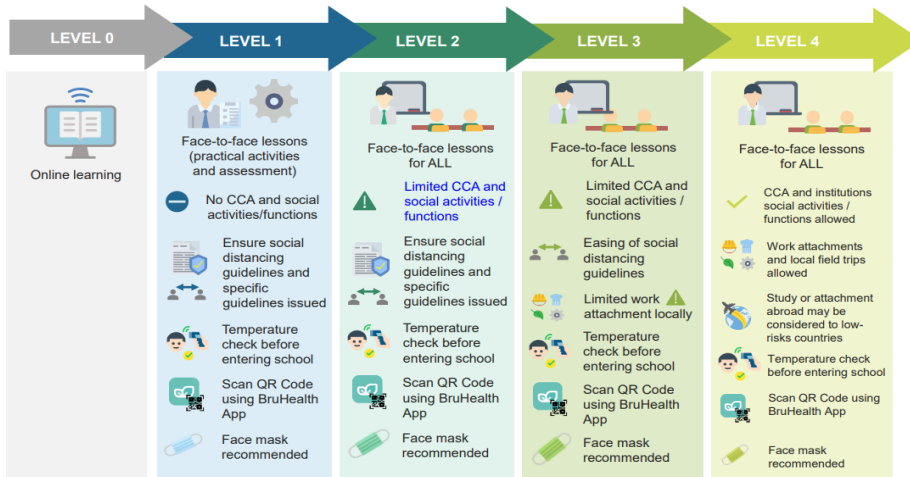 LEVEL 0
LEVEL 1
LEVEL 2
LEVEL 3
LEVEL 4
Online learning
Face-to-face lessons
(practical activities
and assessment)
No CCA and social
activities/functions
Ensure social
distancing
guidelines and
specific
guidelines issued
Temperature
check before
entering school
Scan QR Code
using BruHealth
App
Face mask
recommended
Face-to-face lessons
for ALL
Limited CCA and
social activities /
functions
Ensure social
distancing
guidelines and
specific
guidelines issued
Temperature
check before
entering school
Scan QR Code
using BruHealth
App
Face mask
recommended
Face-to-face lessons
for ALL
Limited CCA and
social activities /
functions
Easing of social
distancing
guidelines
Limited work
attachment locally
Temperature
check before
entering school
Scan QR Code
using BruHealth
App
Face mask
recommended
Face-to-face lessons
for ALL
CCA and institutions
social activities /
functions allowed
Work attachments
and local field trips
allowed
Study or attachment
abroad may be
considered to low-
risks countries
Temperature check
before entering school
Scan QR Code using
BruHealth App
Face mask
recommended